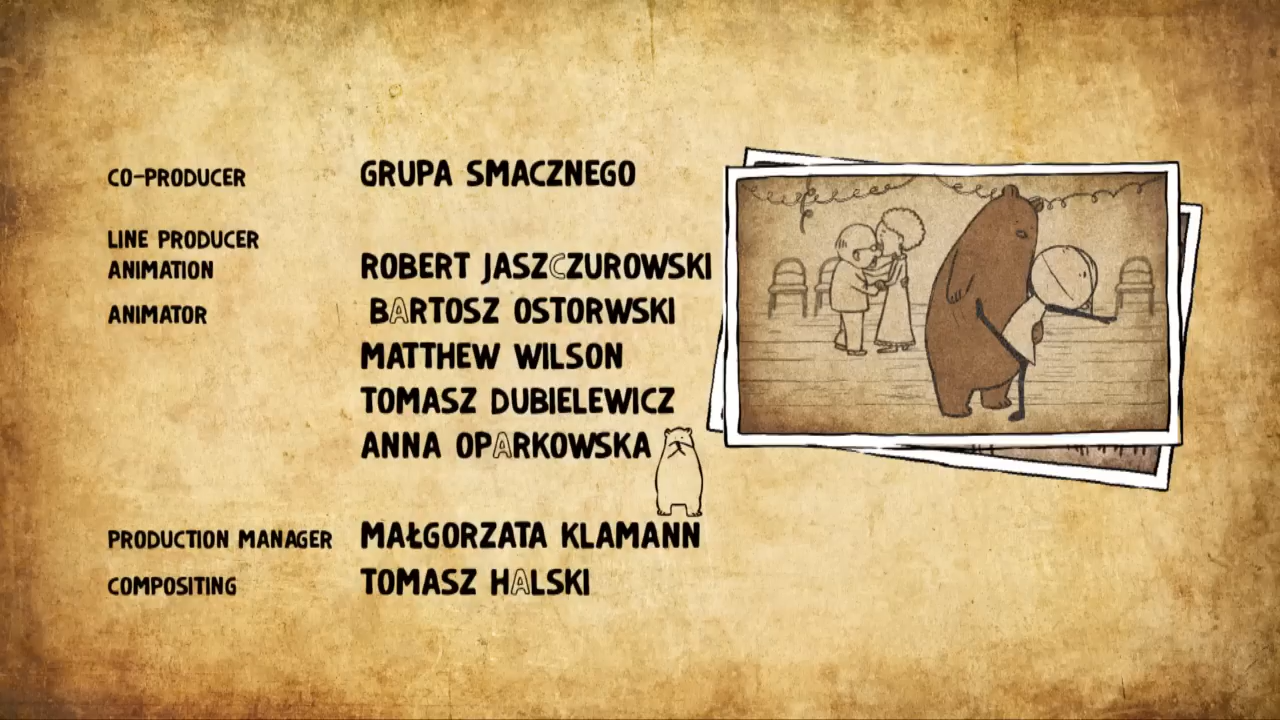 CO-PRODUCER GRUPA SMACZNEGO
LINE PRODUCER
ANIMATION ROBERT JASZCZUROWSKI
ANIMATOR BARTOSZ OSTORWSKI
MATTHEW WILSON
TOMASZ DUBIELEWICZ
ANNA OPARKOWSKA
PRODUCTION MANAGER MAŁGORZATA KLAMANN
COMPOSITING TOMASZ HALSKI